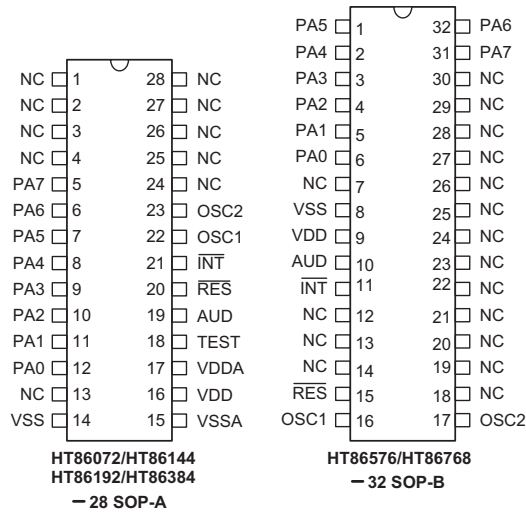 NC 1 28 NC
NC 2 27 NC
NC 3 26 NC
NC 4 25 NC
PA7 5 24 NC
PA6 6 23 OSC2
PA5 7 22 OSC1
PA4 8 21 INT
PA3 9 20 RES
PA2 10 19 AUD
PA1 11 18 TEST
PA0 12 17 VDDA
NC 13 16 VDD
VSS 14 15 VSSA
HT86072/HT86144
HT86192/HT86384
– 28 SOP-A
PA5 1 32 PA6
PA4 2 31 PA7
PA3 3 30 NC
PA2 4 29 NC
PA1 5 28 NC
PA0 6 27 NC
NC 7 26 NC
VSS 8 25 NC
VDD 9 24 NC
AUD 10 23 NC
INT 11 22 NC
NC 12 21 NC
NC 13 20 NC
NC 14 19 NC
RES 15 18 NC
OSC1 16 17 OSC2
HT86576/HT86768
– 32 SOP-B